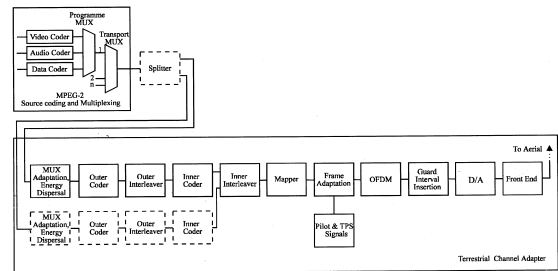 Programme
MUX
Transport
MUX
Video Coder
Audio Coder
Data Coder
1
2
n
Splitter
MPEG-2
Source coding and Multiplexing
To Aerial
MUX
Adaptation,
Energy
Dispersal
Outer
Coder
Outer
Interleaver
Inner
Coder
Inner
Interleaver
Mapper
Frame
Adaptation
OFDM
Guard
Interval
Insertion
D/A
Front End
MUX
Adaptation,
Energy
Dispersal
Outer
Coder
Outer
Interleaver
Inner
Coder
Pilot & TPS
Signals
Terrestrial Channel Adapter